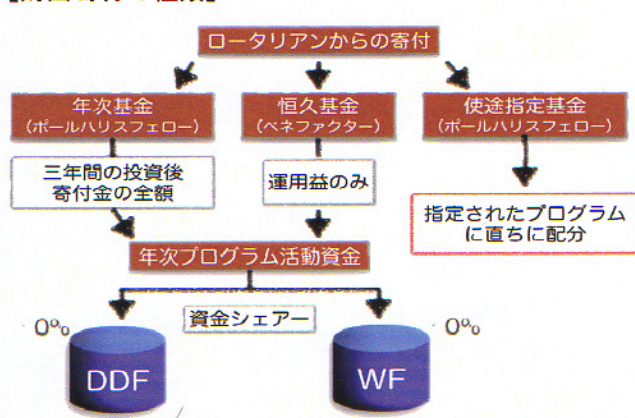 ロータリアンからの寄付
年次基金
(ポールハリスフェロー)
恒久基金
(ベネファクター)
使途指定基金
(ポールハリスフェロー)
三年間の投資後
寄付金の全額
運用益のみ
指定されたプログラム
に直ちに配分
年次プログラム活動資金
資金シェアー
0%
0%
DDF
WF